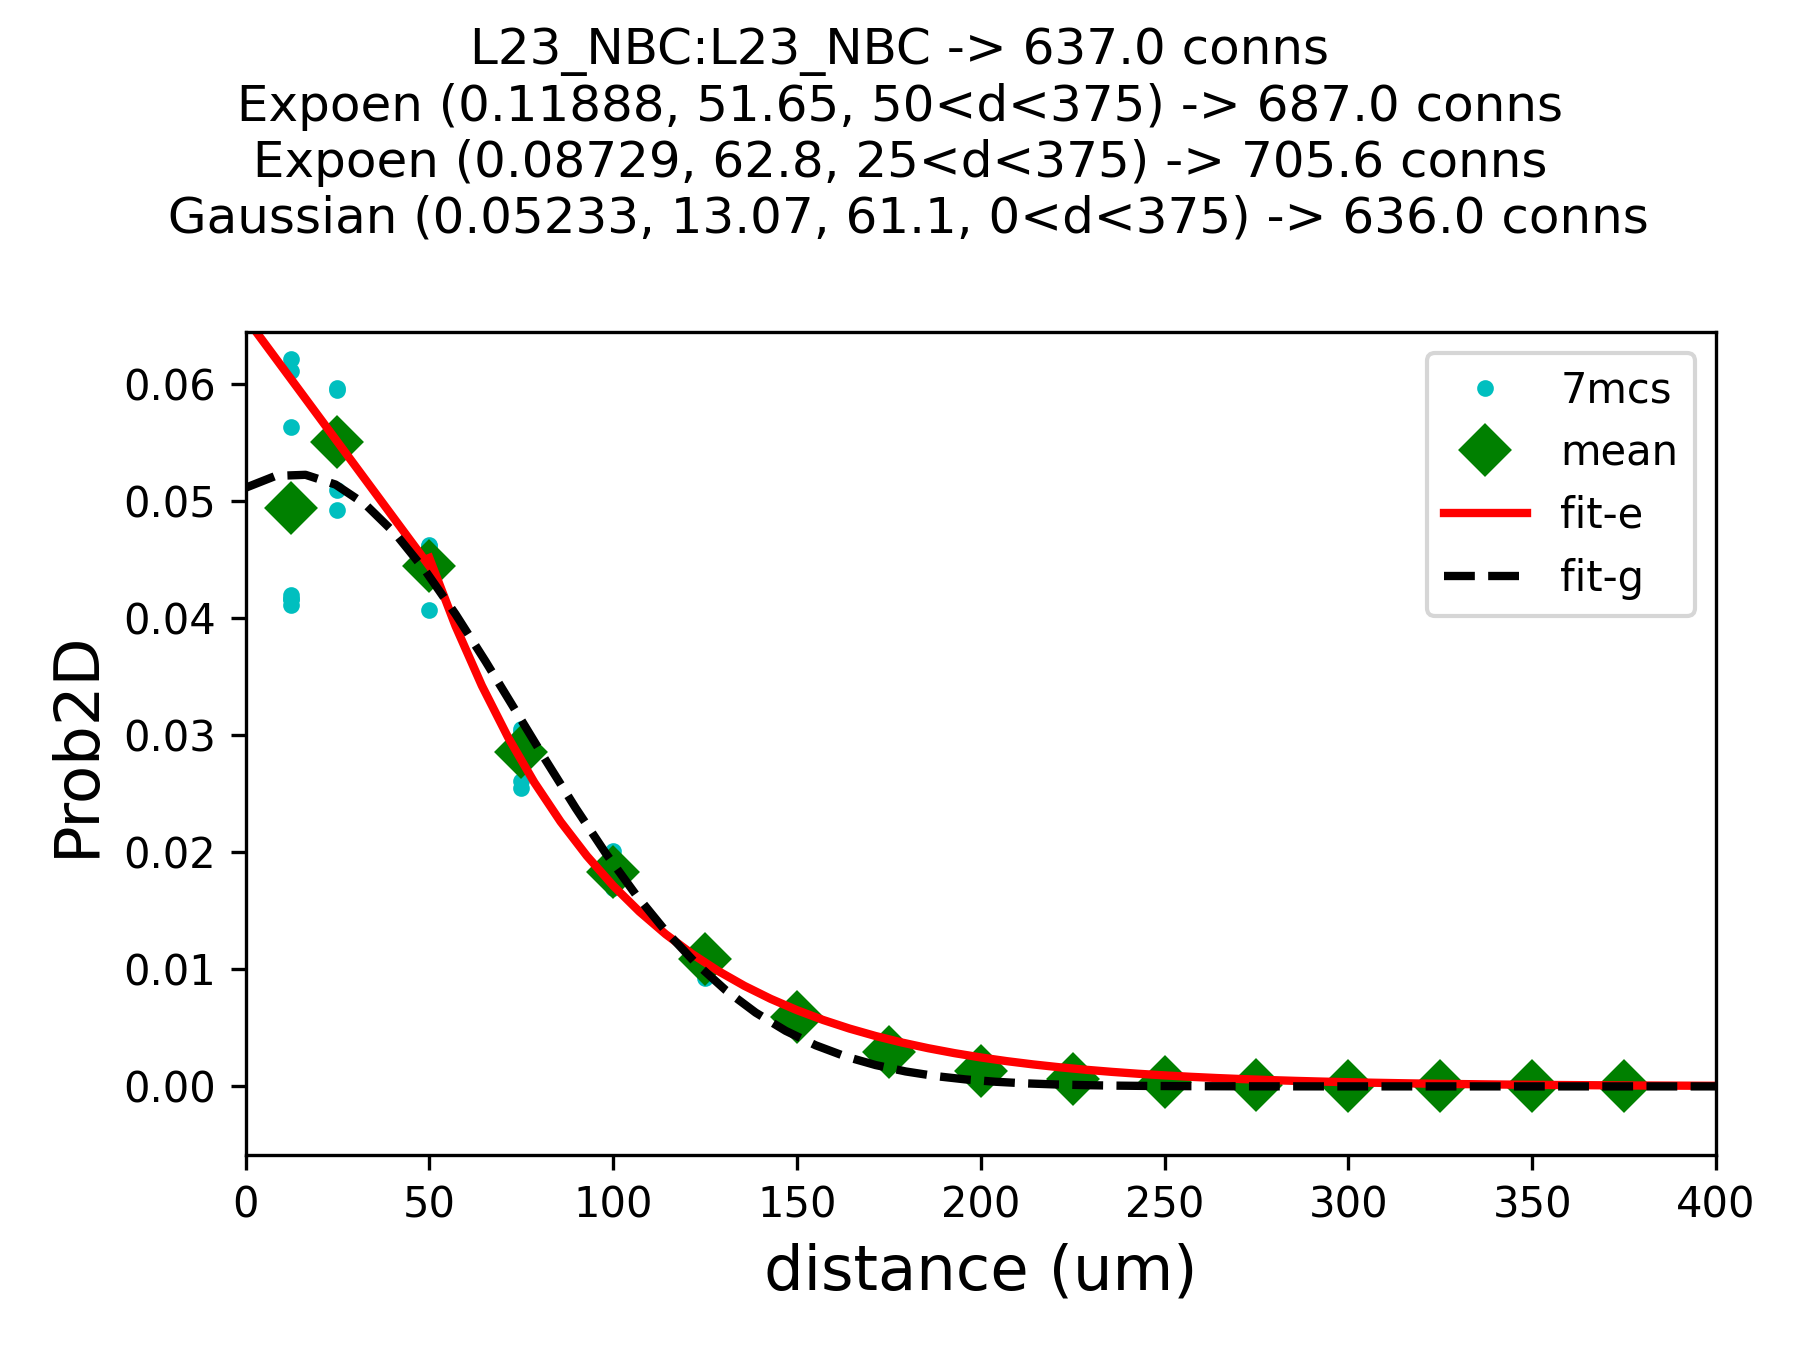 L23_NBC:L23_NBC -> 637.0 conns
Expoen (0.11888, 51.65, 50<d<375) -> 687.0 conns
Expoen (0.08729, 62.8, 25<d<375) -> 705.6 conns
Gaussian (0.05233, 13.07, 61.1, 0<d<375) -> 636.0 conns
7mcs
mean
fit-e
fit-g
Prob2D
0.06
0.05
0.04
0.03
0.02
0.01
0.00
0 50 100 150 200 250 300 350 400
distance (um)